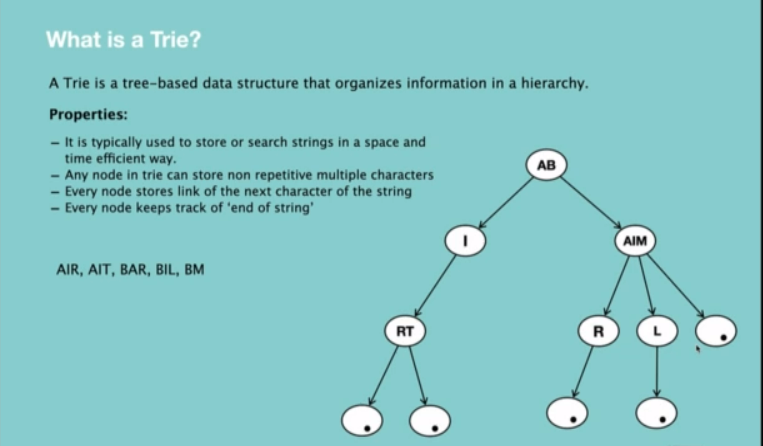 What is a Trie?
A Trie is a tree-based data structure that organizes information in a hierarchy.
Properties:
– It is typically used to store or search strings in a space and
time efficient way.
– Any node in trie can store non repetitive multiple characters
– Every node stores link of the next character of the string
– Every node keeps track of 'end of string'
AIR, AIT, BAR, BIL, BM
AB
I
AIM
RT
R
L